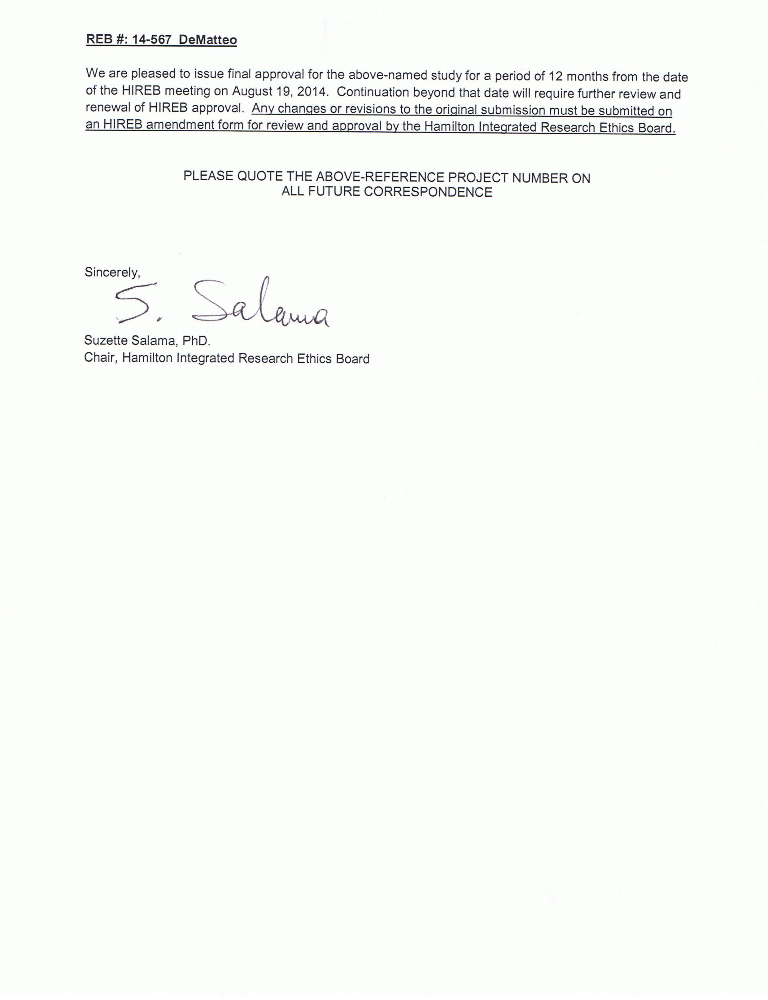 REB #: 14-567 DeMatteo
We are pleased to issue final approval for the above-named study for a period of 12 months from the date
of the HIREB meeting on August 19, 2014. Continuation beyond that date will require further review and
renewal of HIREB approval. Any changes or revisions to the original submission must be submitted on
an HIREB amendment form for review and approval by the Hamilton Integrated Research Ethics Board.
PLEASE QUOTE THE ABOVE-REFERENCE PROJECT NUMBER ON
ALL FUTURE CORRESPONDENCE
Sincerely,
S. Salama
Suzette Salama, PhD.
Chair, Hamilton Integrated Research Ethics Board